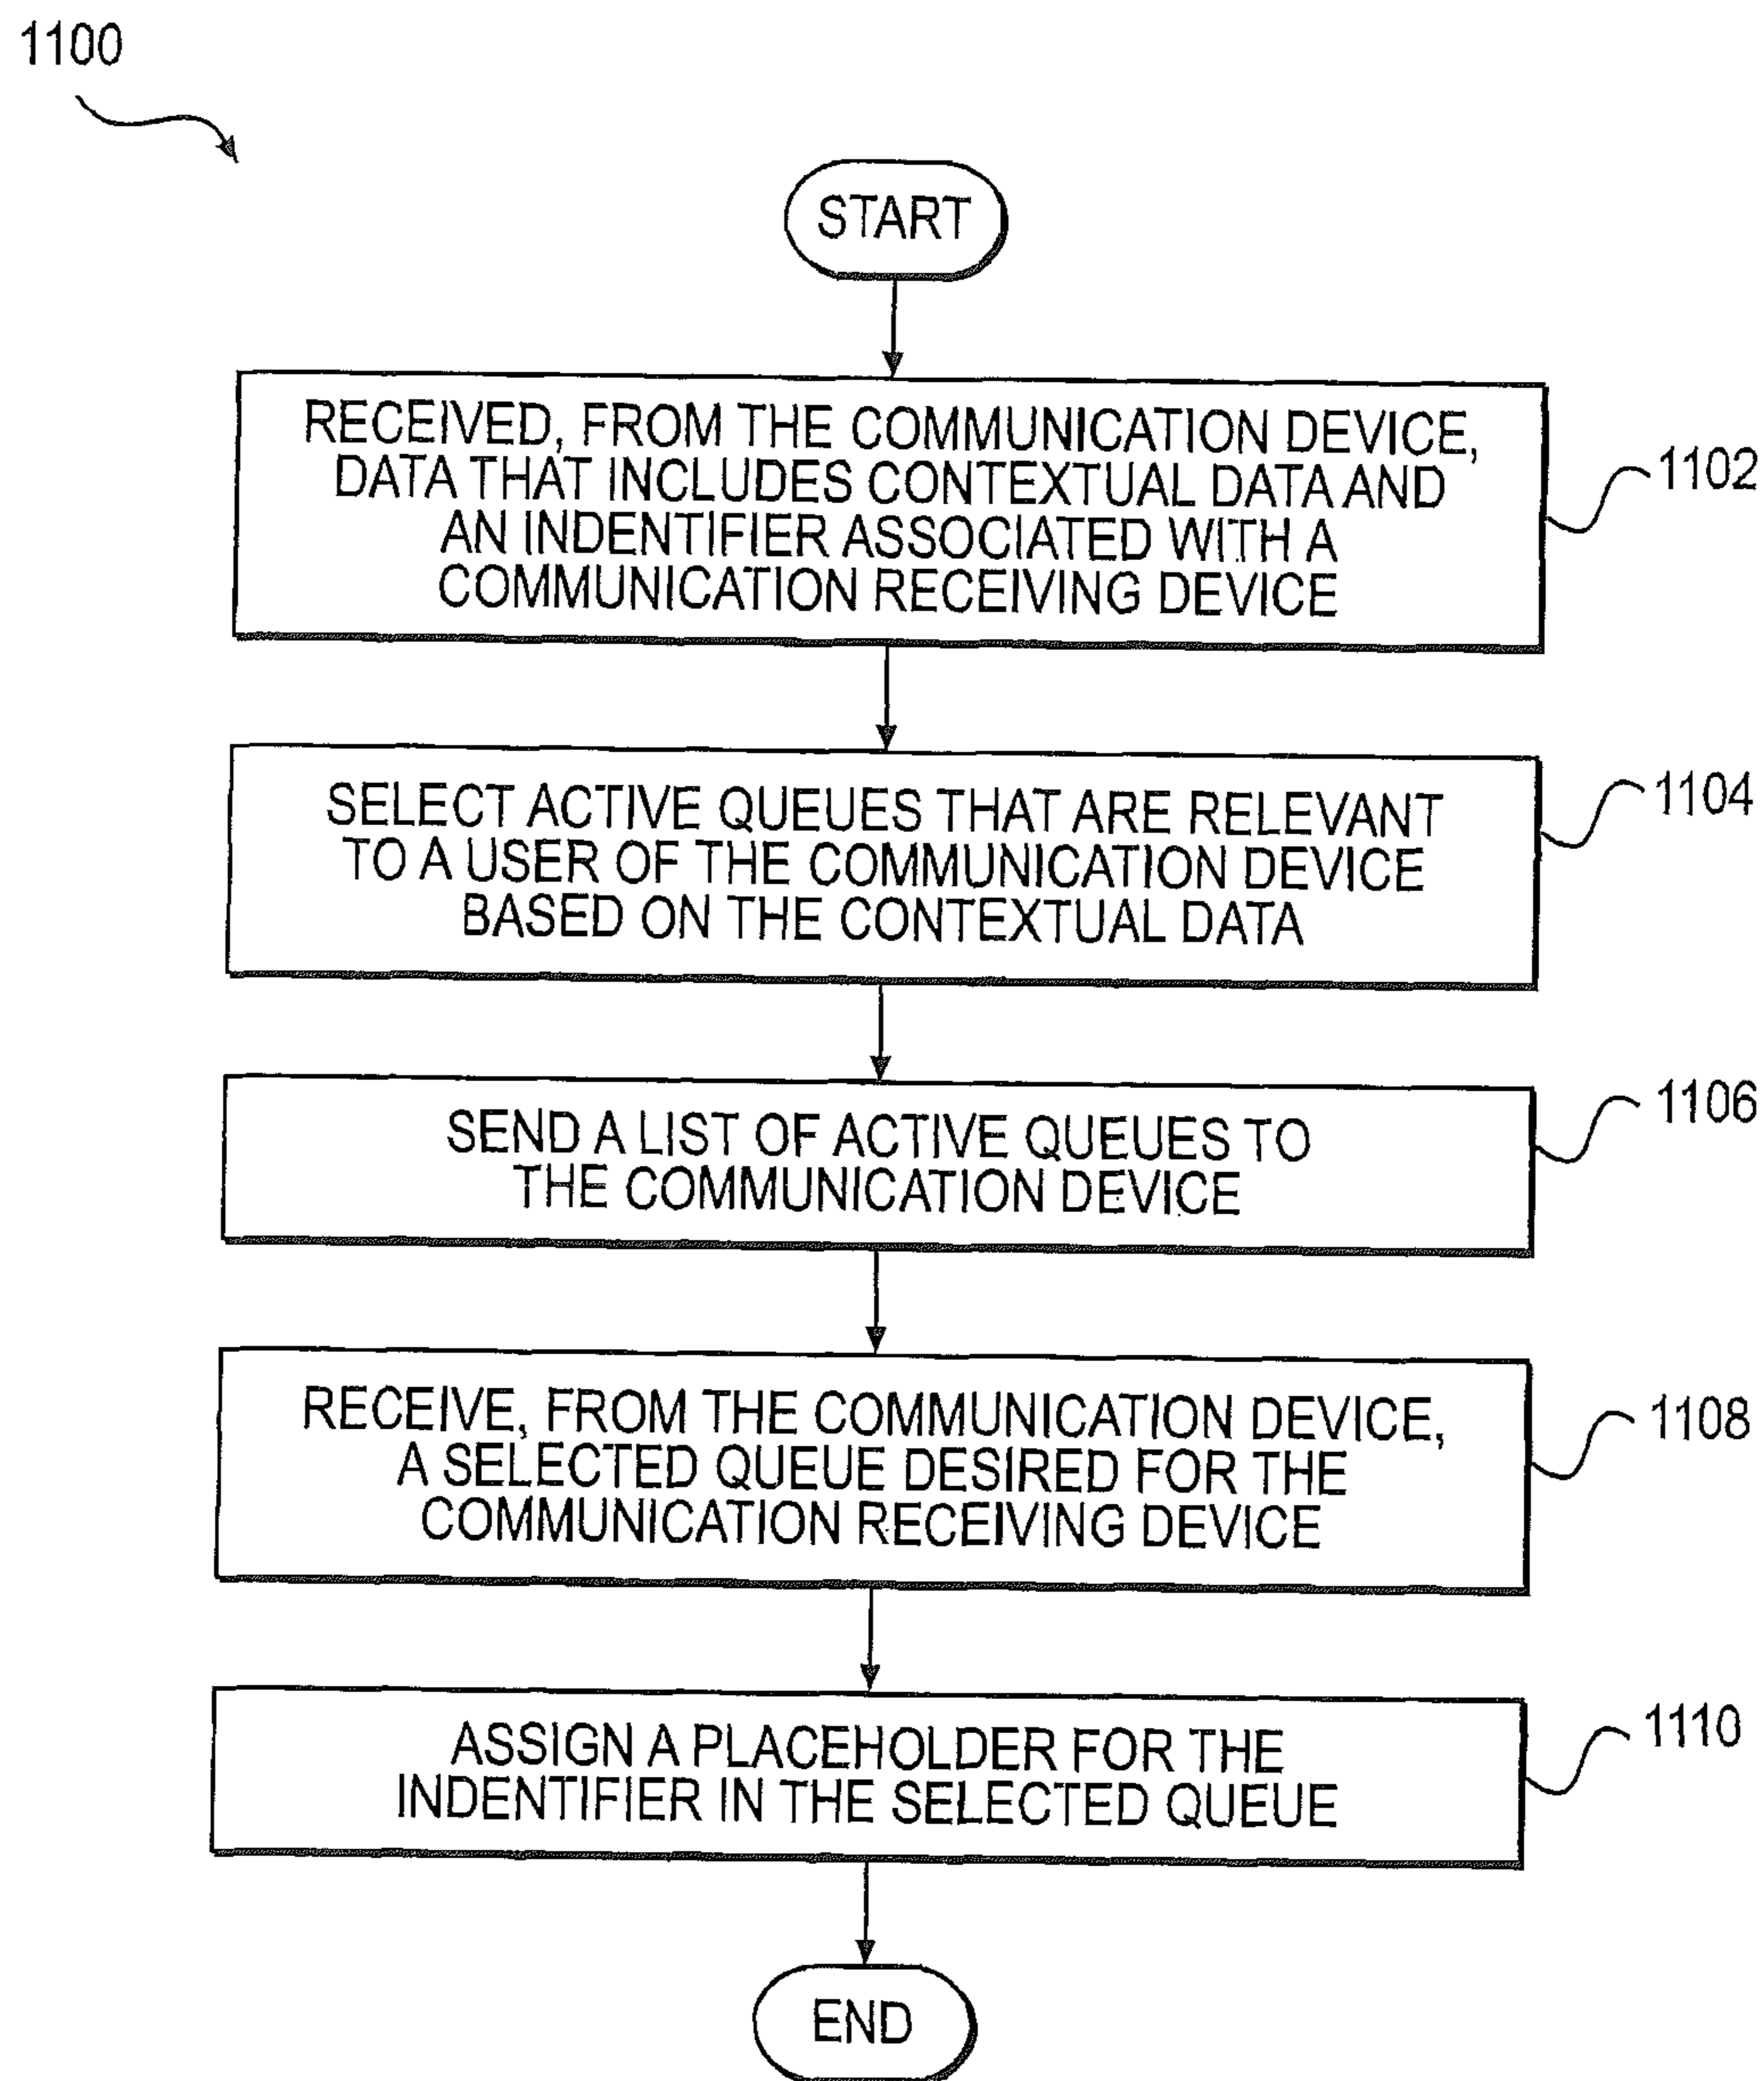 1100
START
RECEIVED, FROM THE COMMUNICATION DEVICE,
DATA THAT INCLUDES CONTEXTUAL DATA AND
AN INDENTIFIER ASSOCIATED WITH A
COMMUNICATION RECEIVING DEVICE
1102
SELECT ACTIVE QUEUES THAT ARE RELEVANT
TO A USER OF THE COMMUNICATION DEVICE
BASED ON THE CONTEXTUAL DATA
1104
SEND A LIST OF ACTIVE QUEUES TO
THE COMMUNICATION DEVICE
1106
RECEIVE, FROM THE COMMUNICATION DEVICE,
A SELECTED QUEUE DESIRED FOR THE
COMMUNICATION RECEIVING DEVICE
1108
ASSIGN A PLACEHOLDER FOR THE
INDENTIFIER IN THE SELECTED QUEUE
1110
END